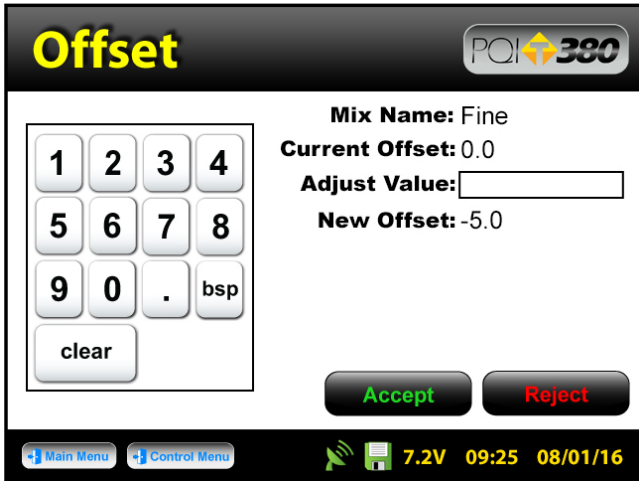 Offset
PQI T 380
Mix Name: Fine
Current Offset: 0.0
Adjust Value:
New Offset: -5.0
1 2 3 4
5 6 7 8
9 0 . bsp
clear
Accept Reject
Main Menu Control Menu 7.2V 09:25 08/01/16